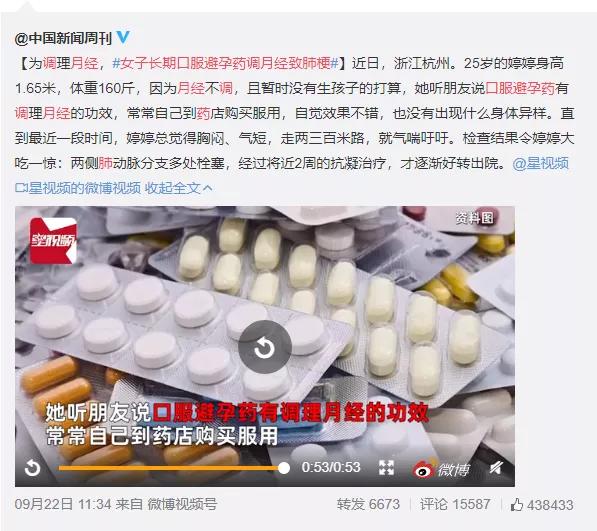 @中国新闻周刊
【为调理月经，#女子长期口服避孕药调月经致肺梗#】近日，浙江杭州。25岁的婷婷身高
1.65米，体重160斤，因为月经不调，且暂时没有生孩子的打算，她听朋友说口服避孕药有
调理月经的功效，常常自己到药店购买服用，自觉效果不错，也没有出现什么身体异样。直
到最近一段时间，婷婷总觉得胸闷、气短，走两三百米路，就气喘吁吁。检查结果令婷婷大
吃一惊：两侧肺动脉分支多处栓塞，经过将近2周的抗凝治疗，才逐渐好转出院。@星视频
星视频的微博视频 收起全文
资料图
星视频
她听朋友说口服避孕药有调理月经的功效
常常自己到药店购买服用
0:53/0:53
微博
09月22日 11:34 来自 微博视频号
转发 6673 评论 15587 438433